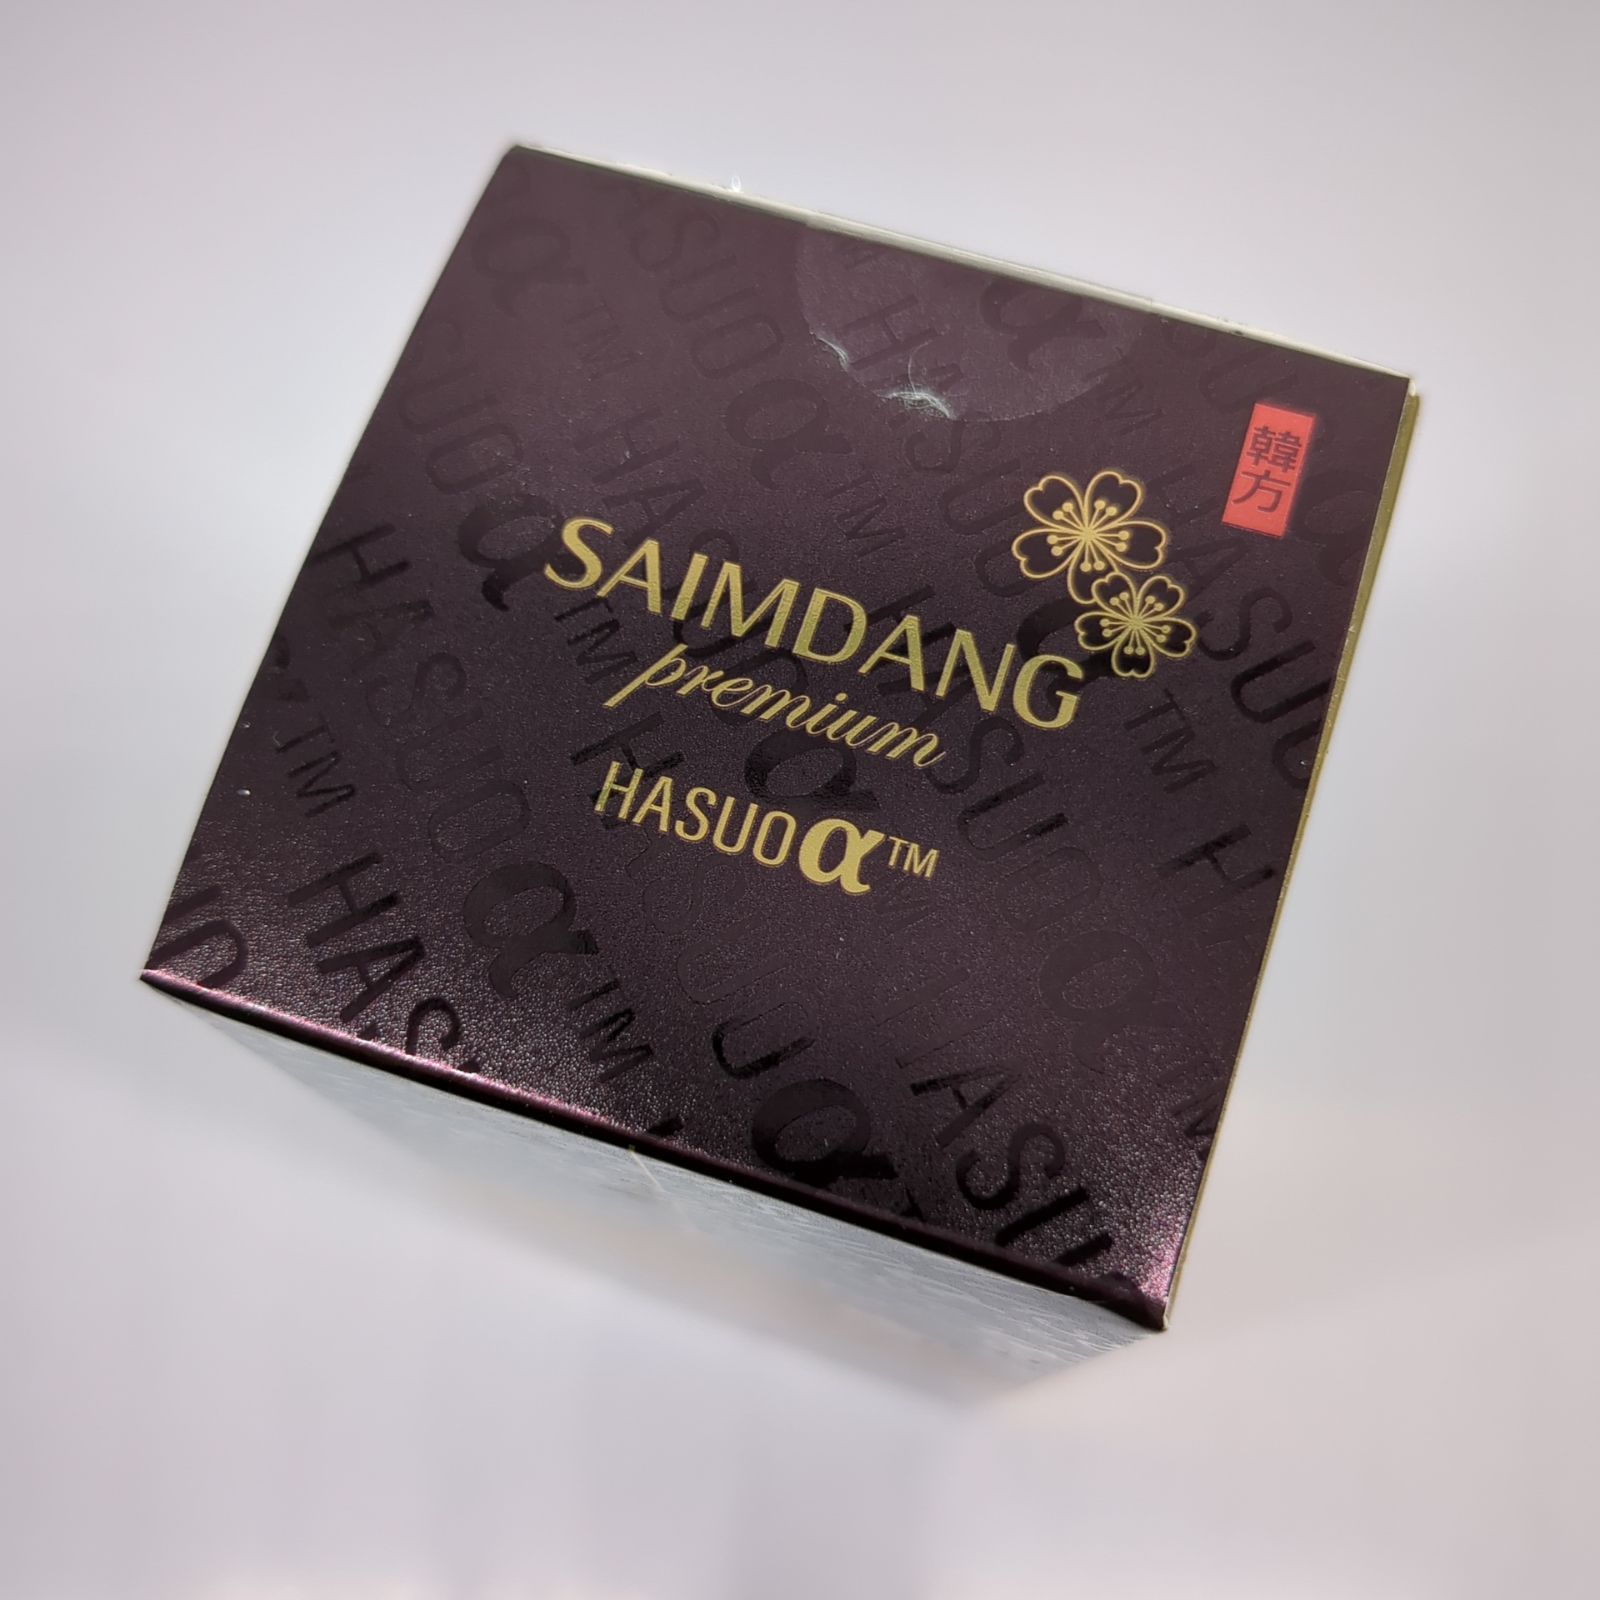 韓方
SAIMDANG
premium
HASUOα™